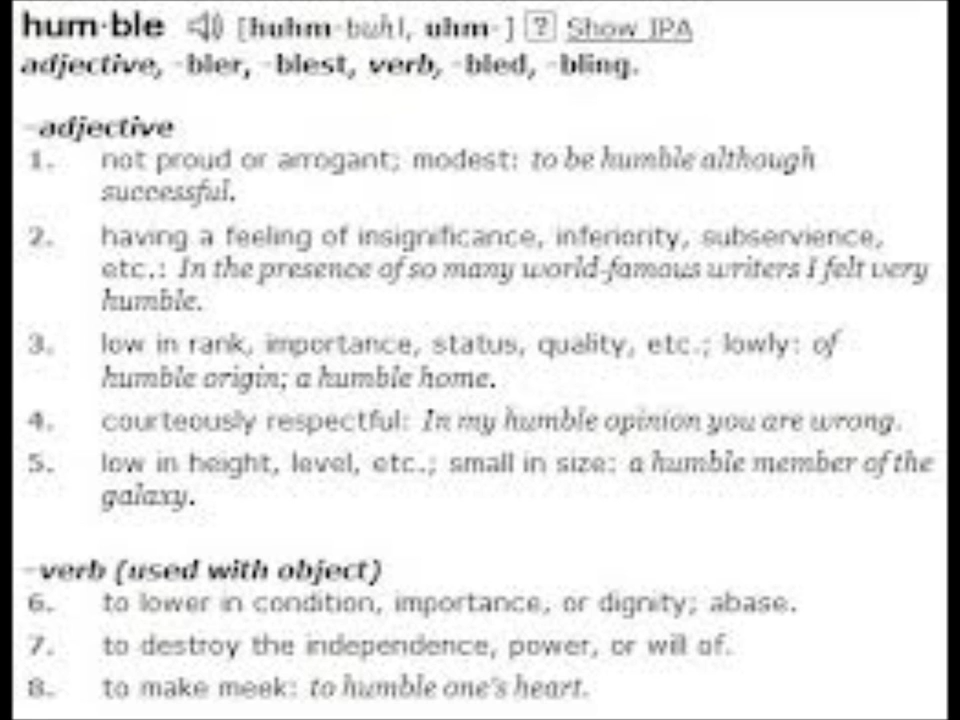 hum·ble [huhm-buhl, uhm-] ? Show IPA
adjective, -bler, -blest, verb, -bled, -bling.
–adjective
1. not proud or arrogant; modest: to be humble although
successful.
2. having a feeling of insignificance, inferiority, subservience,
etc.: In the presence of so many world-famous writers I felt very
humble.
3. low in rank, importance, status, quality, etc.; lowly: of
humble origin; a humble home.
4. courteously respectful: In my humble opinion you are wrong.
5. low in height, level, etc.; small in size: a humble member of the
galaxy.
–verb (used with object)
6. to lower in condition, importance, or dignity; abase.
7. to destroy the independence, power, or will of.
8. to make meek: to humble one's heart.